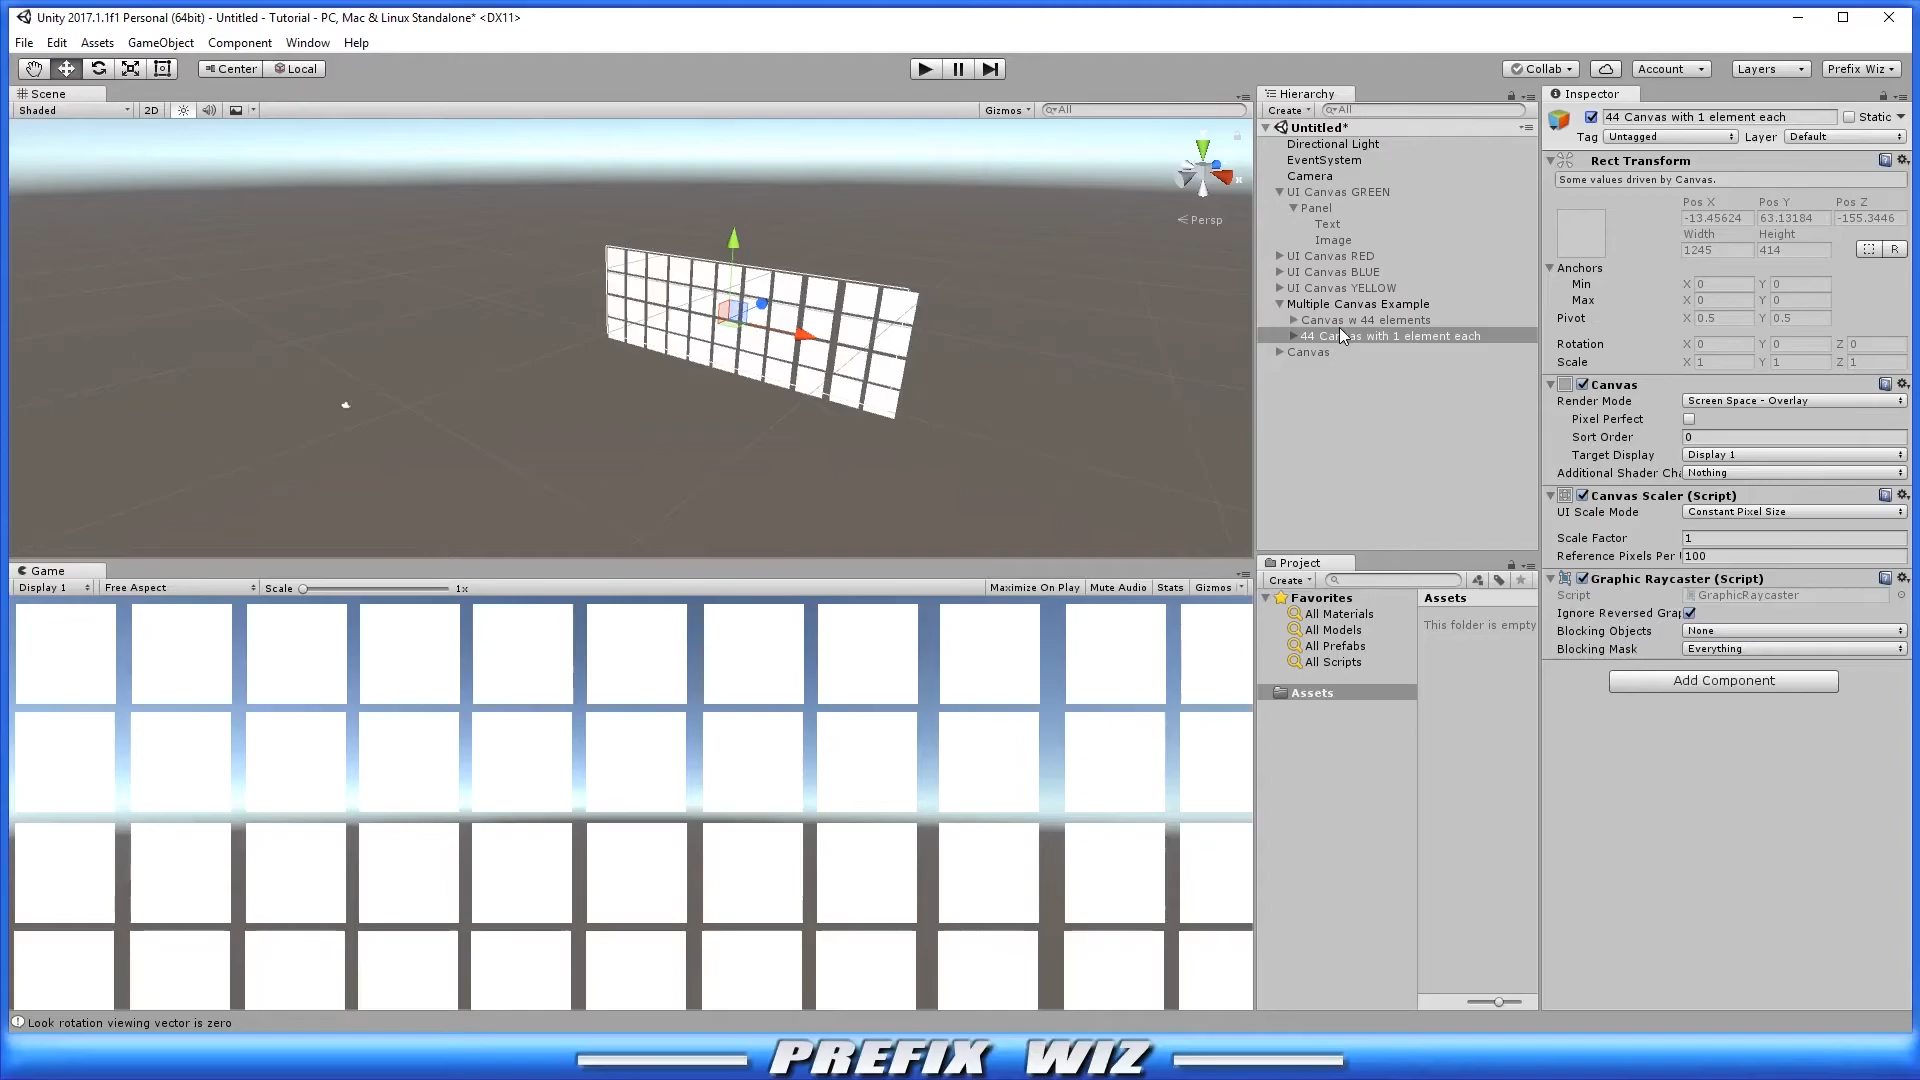 Unity 2017.1.1f1 Personal (64bit) - Untitled - Tutorial - PC, Mac & Linux Standalone* <DX11>
File Edit Assets GameObject Component Window Help
Center Local
Collab Account Layers Prefix Wiz
Scene
Shaded 2D Gizmos All
Persp
Game
Display 1 Free Aspect Scale 1x Maximize On Play Mute Audio Stats Gizmos
Look rotation viewing vector is zero
Hierarchy
Create All
Untitled*
Directional Light
EventSystem
Camera
UI Canvas GREEN
Panel
Text
Image
UI Canvas RED
UI Canvas BLUE
UI Canvas YELLOW
Multiple Canvas Example
Canvas w 44 elements
44 Canvas with 1 element each
Canvas
Project
Create
Favorites
All Materials
All Models
All Prefabs
All Scripts
Assets
Assets
This folder is empty
Inspector
44 Canvas with 1 element each Static
Tag Untagged Layer Default
Rect Transform
Some values driven by Canvas.
Pos X Pos Y Pos Z
-13.45624 63.13184 -155.3446
Width Height
1245 414
R
Anchors
Min X 0 Y 0
Max X 0 Y 0
Pivot X 0.5 Y 0.5
Rotation X 0 Y 0 Z 0
Scale X 1 Y 1 Z 1
Canvas
Render Mode Screen Space - Overlay
Pixel Perfect
Sort Order 0
Target Display Display 1
Additional Shader Cha Nothing
Canvas Scaler (Script)
UI Scale Mode Constant Pixel Size
Scale Factor 1
Reference Pixels Per 100
Graphic Raycaster (Script)
Script GraphicRaycaster
Ignore Reversed Grap
Blocking Objects None
Blocking Mask Everything
Add Component
PREFIX WIZ